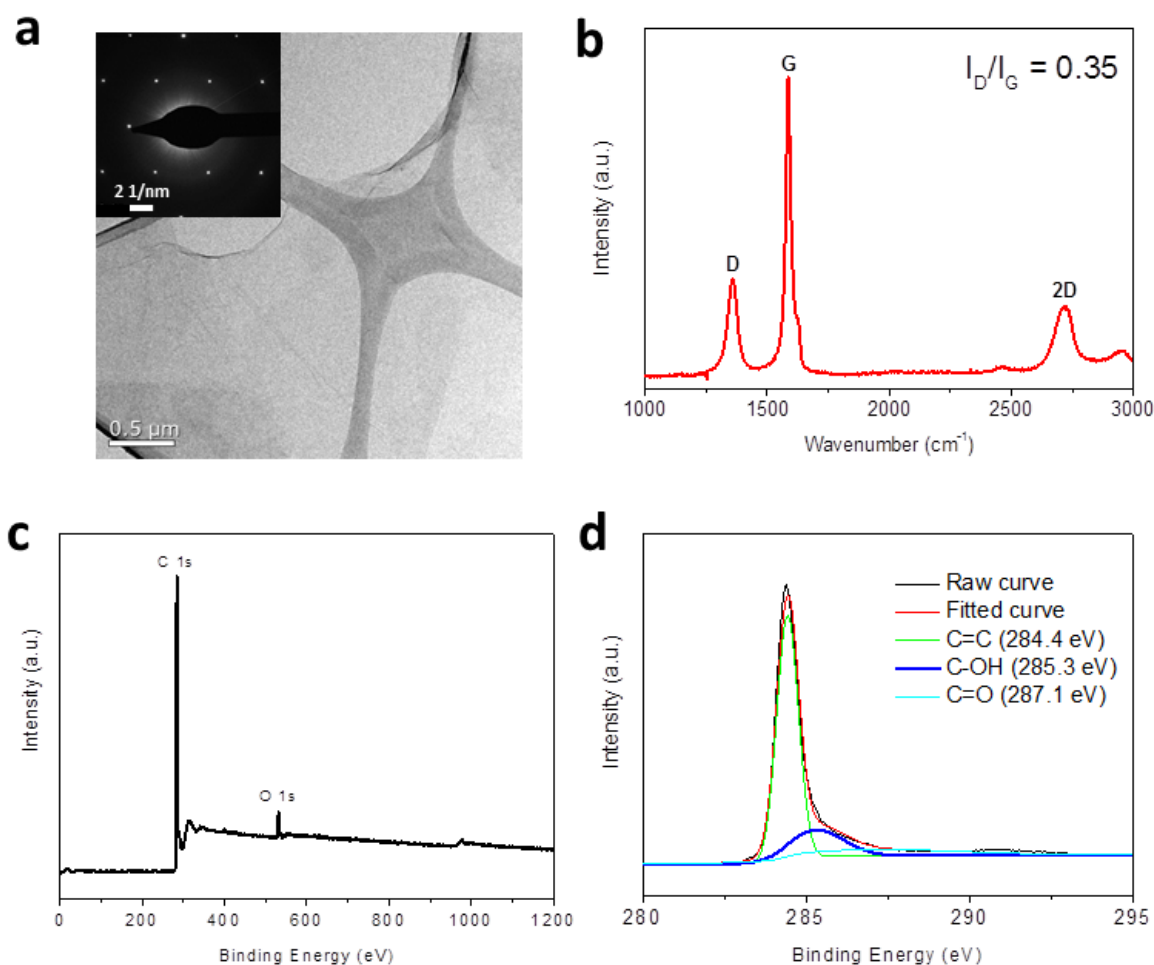 a
2 1/nm
0.5 µm
b
I_D/I_G = 0.35
G
D
2D
Intensity (a.u.)
1000 1500 2000 2500 3000
Wavenumber (cm⁻¹)
c
C 1s
O 1s
Intensity (a.u.)
0 200 400 600 800 1000 1200
Binding Energy (eV)
d
Raw curve
Fitted curve
C=C (284.4 eV)
C-OH (285.3 eV)
C=O (287.1 eV)
Intensity (a.u.)
280 285 290 295
Binding Energy (eV)